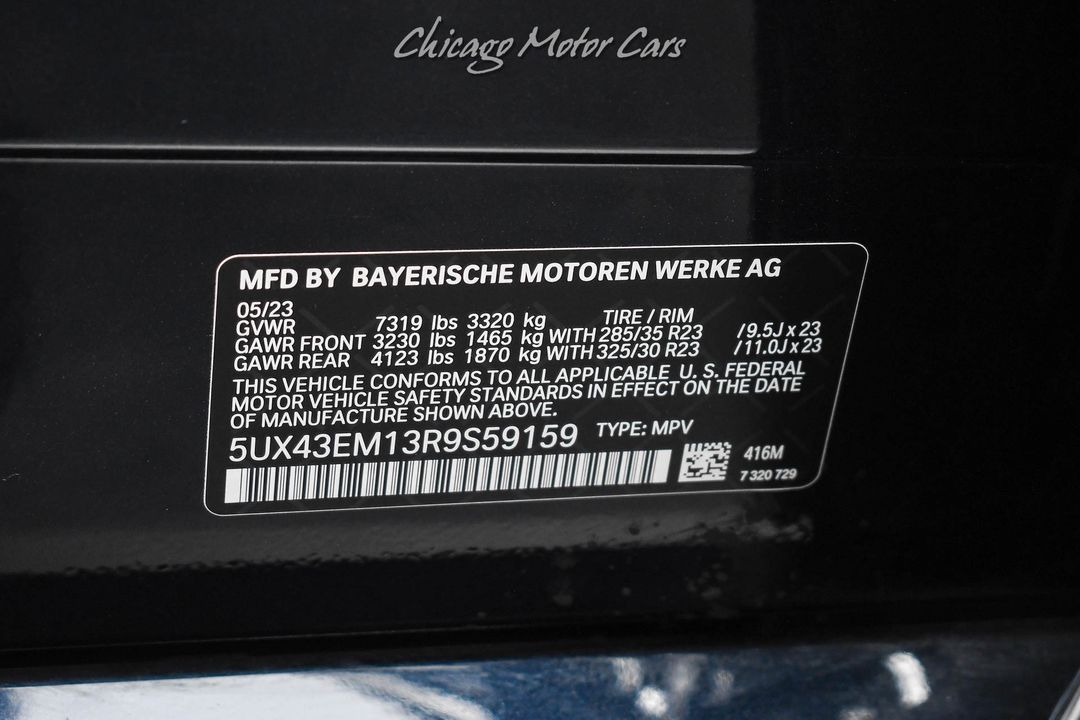 Chicago Motor Cars
MFD BY BAYERISCHE MOTOREN WERKE AG
05/23 TIRE / RIM
GVWR 7319 lbs 3320 kg
GAWR FRONT 3230 lbs 1465 kg WITH 285/35 R23 /9.5J x 23
GAWR REAR 4123 lbs 1870 kg WITH 325/30 R23 /11.0J x 23
THIS VEHICLE CONFORMS TO ALL APPLICABLE U. S. FEDERAL
MOTOR VEHICLE SAFETY STANDARDS IN EFFECT ON THE DATE
OF MANUFACTURE SHOWN ABOVE.
5UX43EM13R9S59159 TYPE: MPV
416M
7 320 729